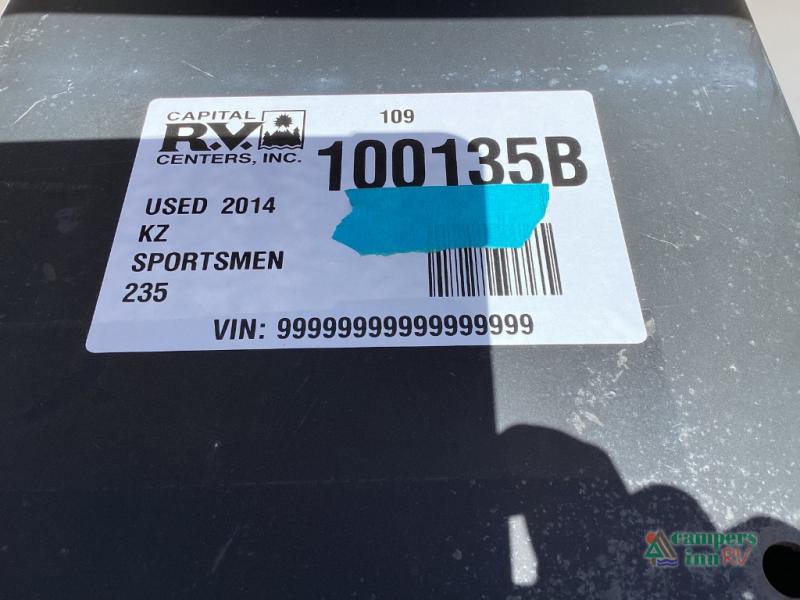 CAPITAL
R.V.
CENTERS, INC.
109
100135B
USED 2014
KZ
SPORTSMEN
235
VIN: 99999999999999999
campers
inn RV